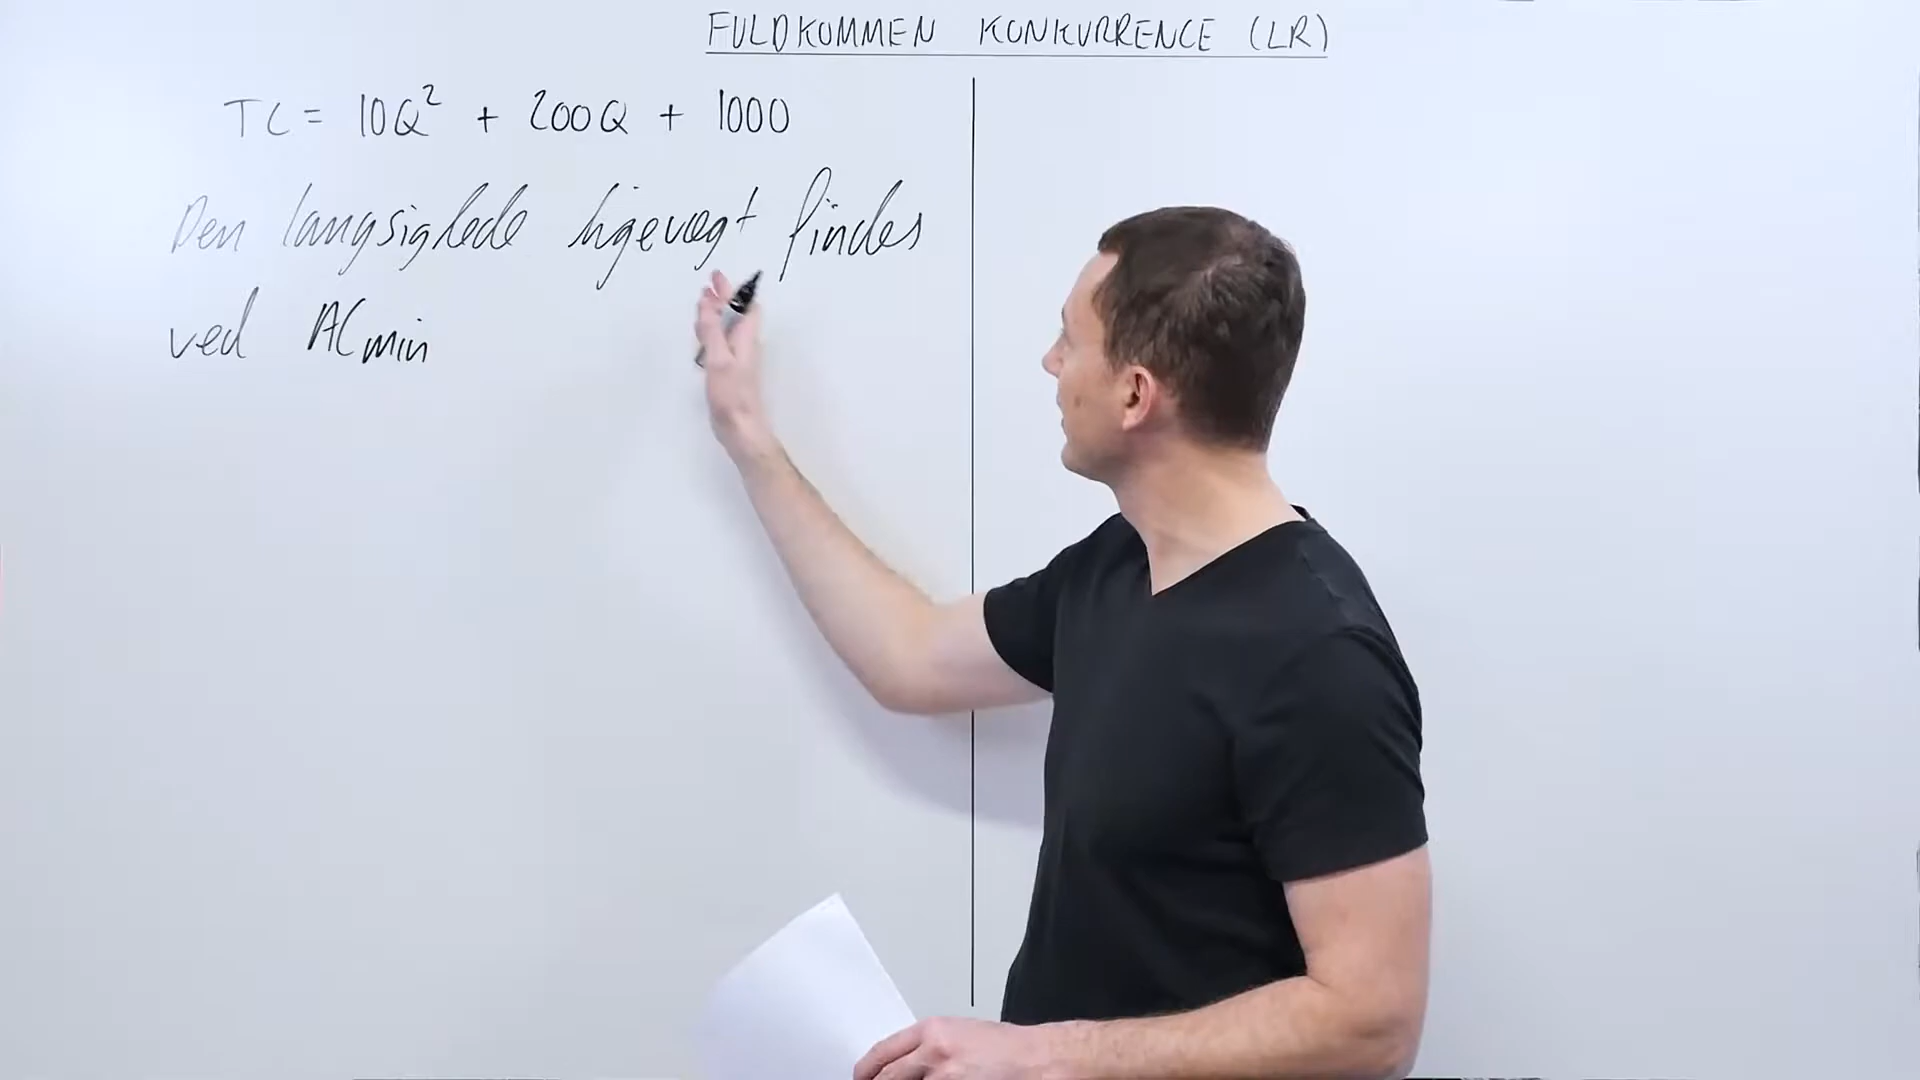 FULDKOMMEN KONKURRENCE (LR)
TC = 10Q² + 200Q + 1000
Den langsigtede ligevægt findes
ved ACmin